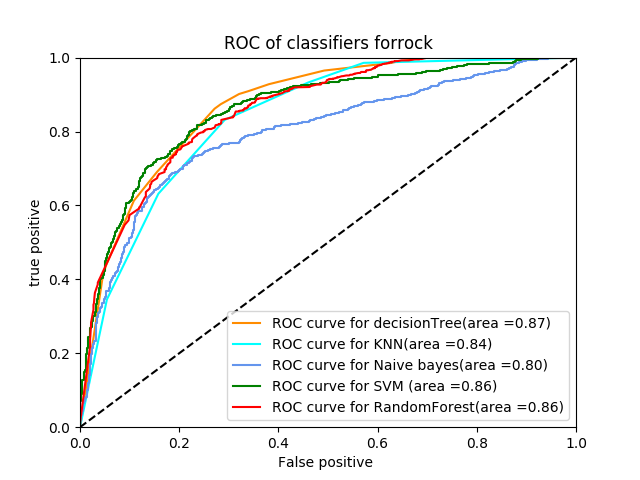 ROC of classifiers forrock
true positive
1.0
0.8
0.6
0.4
0.2
0.0
ROC curve for decisionTree(area =0.87)
ROC curve for KNN(area =0.84)
ROC curve for Naive bayes(area =0.80)
ROC curve for SVM (area =0.86)
ROC curve for RandomForest(area =0.86)
0.0 0.2 0.4 0.6 0.8 1.0
False positive